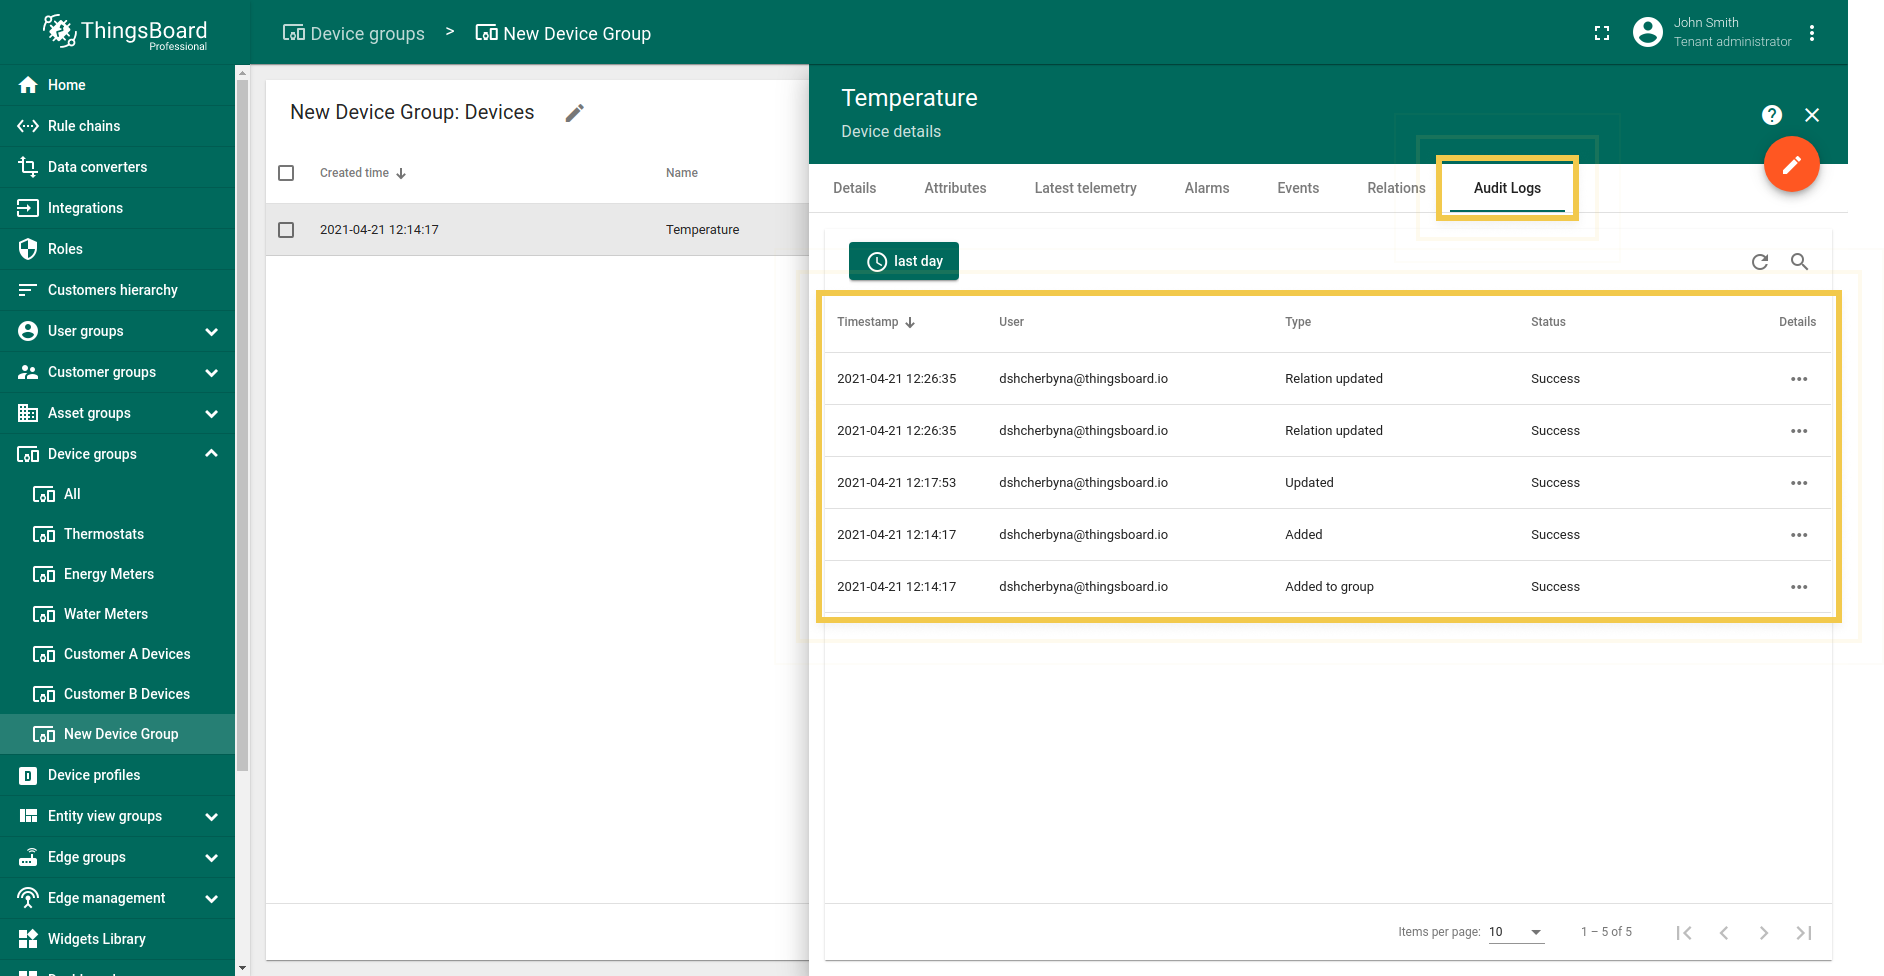 ThingsBoard
Professional
Device groups > New Device Group
John Smith
Tenant administrator
Home
Rule chains
Data converters
Integrations
Roles
Customers hierarchy
User groups
Customer groups
Asset groups
Device groups
All
Thermostats
Energy Meters
Water Meters
Customer A Devices
Customer B Devices
New Device Group
Device profiles
Entity view groups
Edge groups
Edge management
Widgets Library
New Device Group: Devices
Created time Name
2021-04-21 12:14:17 Temperature
Temperature
Device details
Details Attributes Latest telemetry Alarms Events Relations Audit Logs
last day
Timestamp User Type Status Details
2021-04-21 12:26:35 dshcherbyna@thingsboard.io Relation updated Success
2021-04-21 12:26:35 dshcherbyna@thingsboard.io Relation updated Success
2021-04-21 12:17:53 dshcherbyna@thingsboard.io Updated Success
2021-04-21 12:14:17 dshcherbyna@thingsboard.io Added Success
2021-04-21 12:14:17 dshcherbyna@thingsboard.io Added to group Success
Items per page: 10 1 – 5 of 5